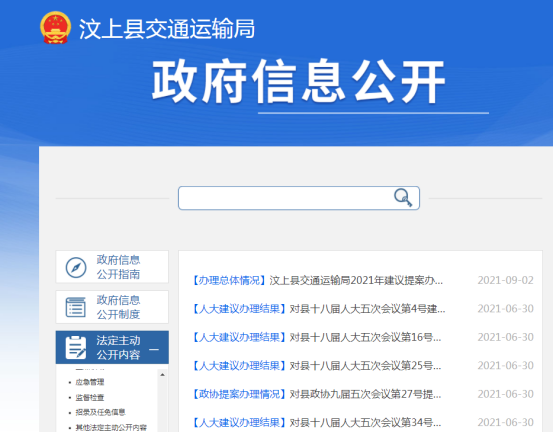 汶上县交通运输局
政府信息公开
政府信息
公开指南
政府信息
公开制度
法定主动
公开内容
应急管理
监督检查
招录及任免信息
其他法定主动公开内容
【办理总体情况】汶上县交通运输局2021年建议提案办... 2021-09-02
【人大建议办理结果】对县十八届人大五次会议第4号建... 2021-06-30
【人大建议办理结果】对县十八届人大五次会议第16号... 2021-06-30
【人大建议办理结果】对县十八届人大五次会议第25号... 2021-06-30
【政协提案办理情况】对县政协九届五次会议第27号提... 2021-06-30
【人大建议办理结果】对县十八届人大五次会议第34号... 2021-06-30